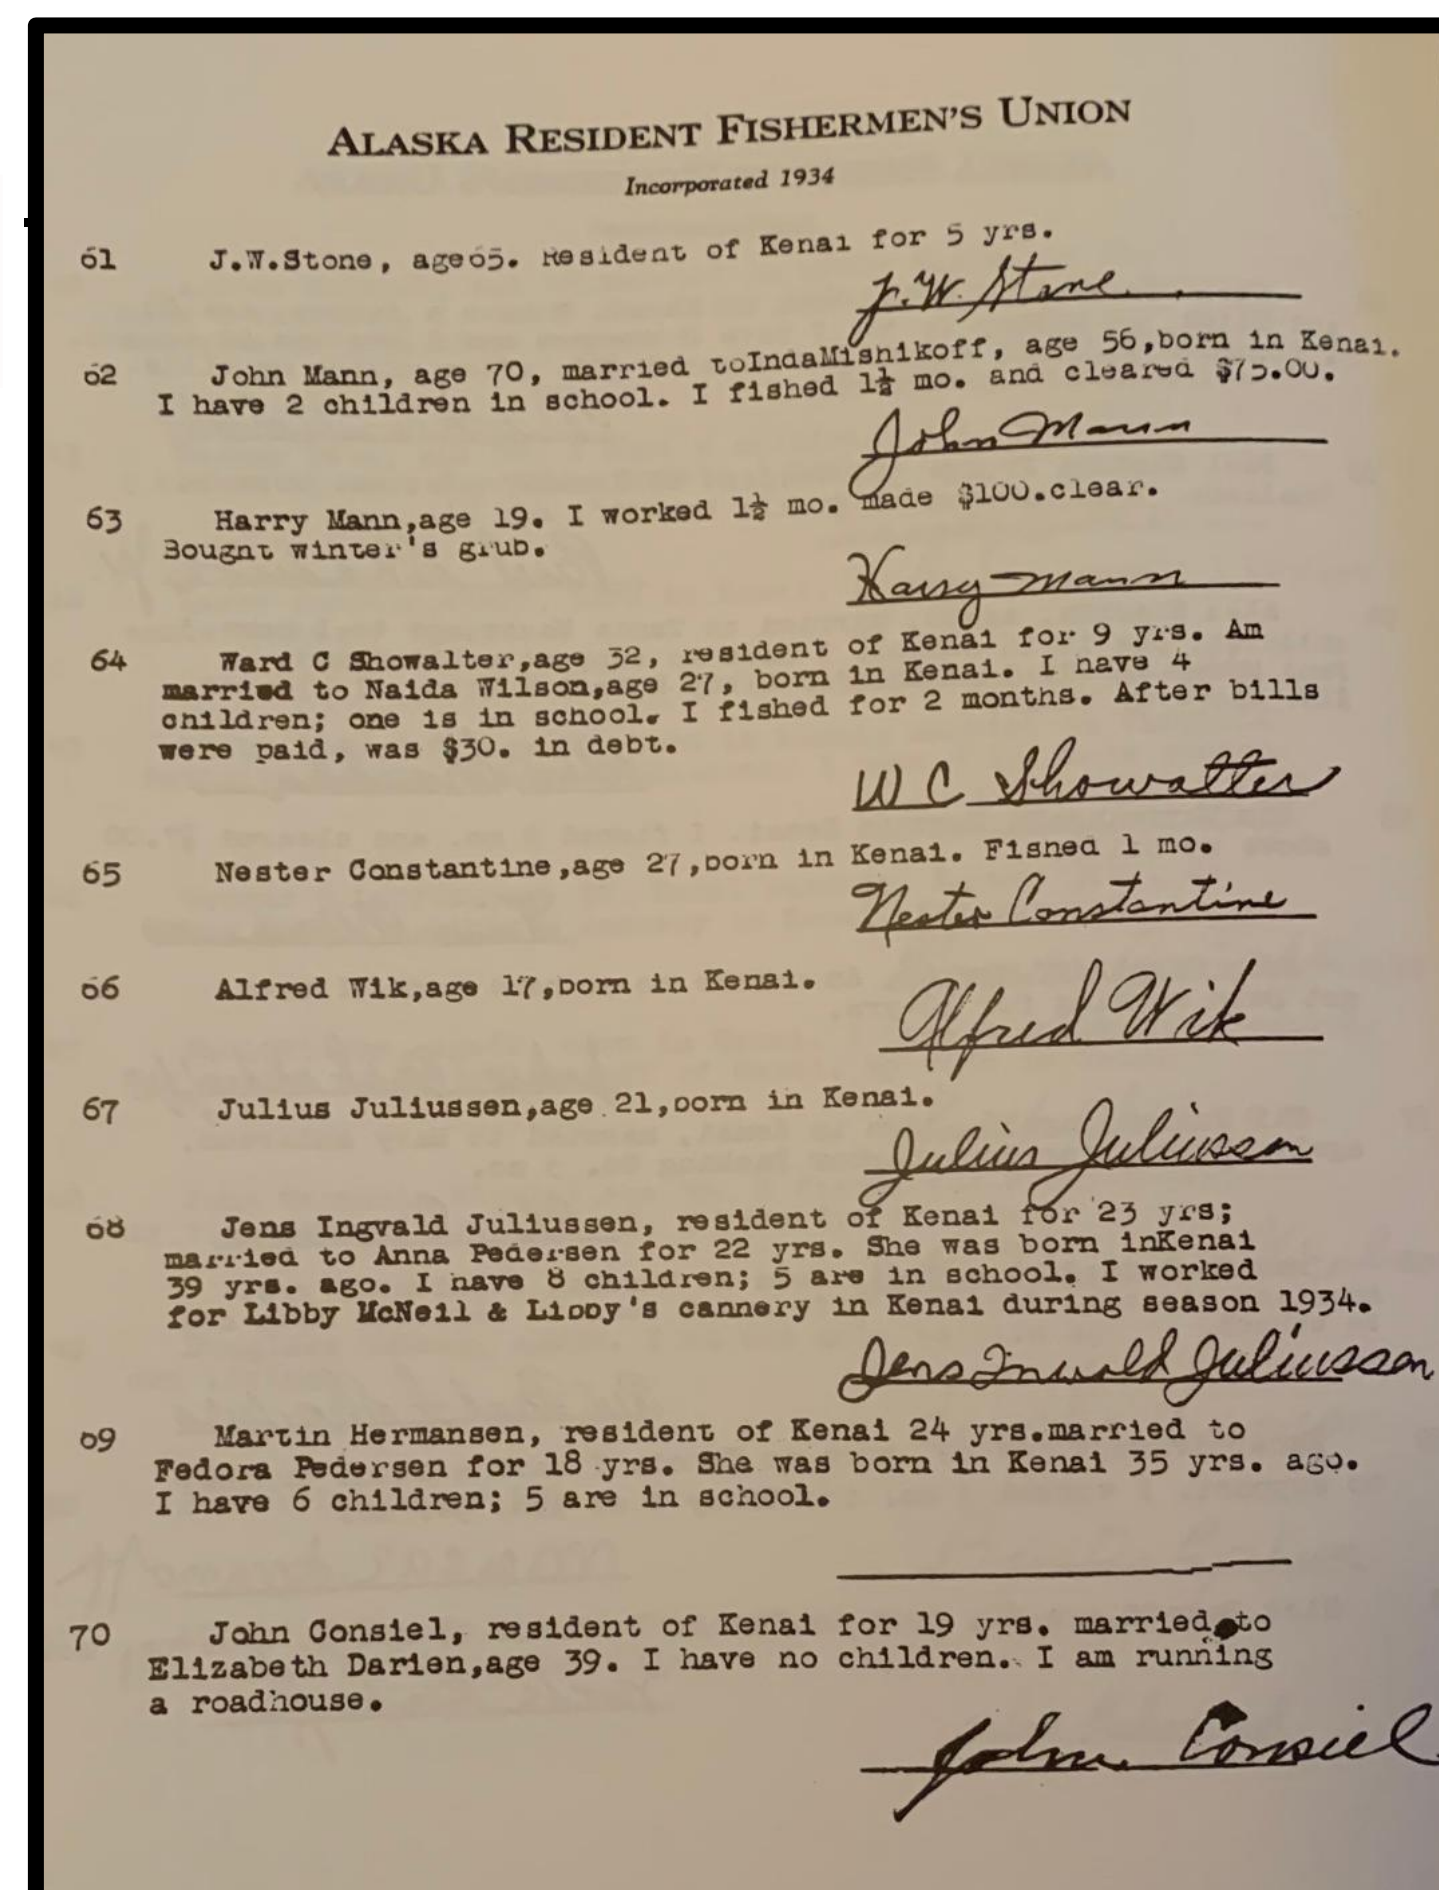 ALASKA RESIDENT FISHERMEN'S UNION
Incorporated 1934
61 J.W.Stone, age65. Resident of Kenai for 5 yrs.
J.W. Stone
62 John Mann, age 70, married toIndaMishikoff, age 56,born in Kenai.
I have 2 children in school. I fished 1½ mo. and cleared $75.00.
John Mann
63 Harry Mann,age 19. I worked 1½ mo. made $100.clear.
Bought winter's grub.
Harry Mann
64 Ward C Showalter,age 32, resident of Kenai for 9 yrs. Am
married to Naida Wilson,age 27, born in Kenai. I have 4
children; one is in school. I fished for 2 months. After bills
were paid, was $30. in debt.
W C Showalter
65 Nester Constantine,age 27,born in Kenai. Fished 1 mo.
Nester Constantine
66 Alfred Wik,age 17,born in Kenai.
Alfred Wik
67 Julius Juliussen,age 21,born in Kenai.
Julius Juliussen
68 Jens Ingvald Juliussen, resident of Kenai for 23 yrs;
married to Anna Pedersen for 22 yrs. She was born inKenai
39 yrs. ago. I have 8 children; 5 are in school. I worked
for Libby McNeil & Libby's cannery in Kenai during season 1934.
Jens Invald Juliussen
69 Martin Hermansen, resident of Kenai 24 yrs.married to
Fedora Pedersen for 18 yrs. She was born in Kenai 35 yrs. ago.
I have 6 children; 5 are in school.
70 John Consiel, resident of Kenai for 19 yrs. married to
Elizabeth Darien,age 39. I have no children. I am running
a roadhouse.
John Consiel